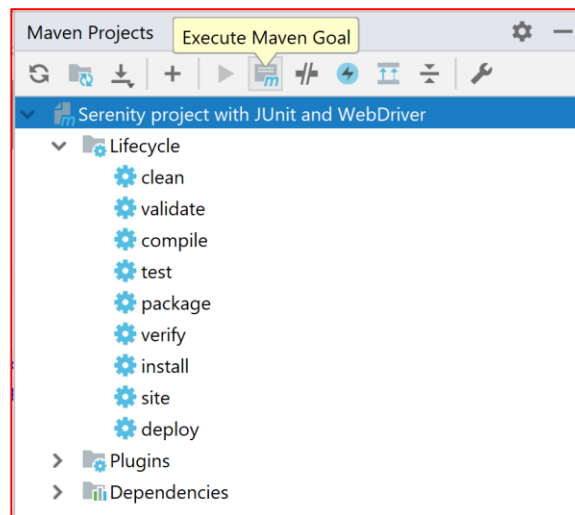 Maven Projects
Execute Maven Goal
Serenity project with JUnit and WebDriver
Lifecycle
clean
validate
compile
test
package
verify
install
site
deploy
Plugins
Dependencies